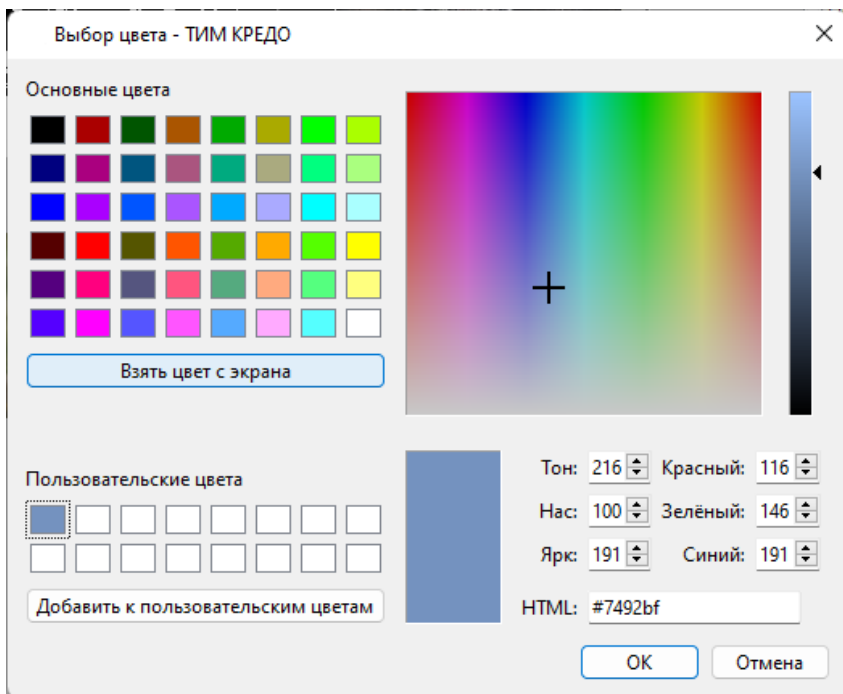 Выбор цвета - ТИМ КРЕДО
Основные цвета
Взять цвет с экрана
Пользовательские цвета
Добавить к пользовательским цветам
Тон: 216 Красный: 116
Нас: 100 Зелёный: 146
Ярк: 191 Синий: 191
HTML: #7492bf
ОК Отмена